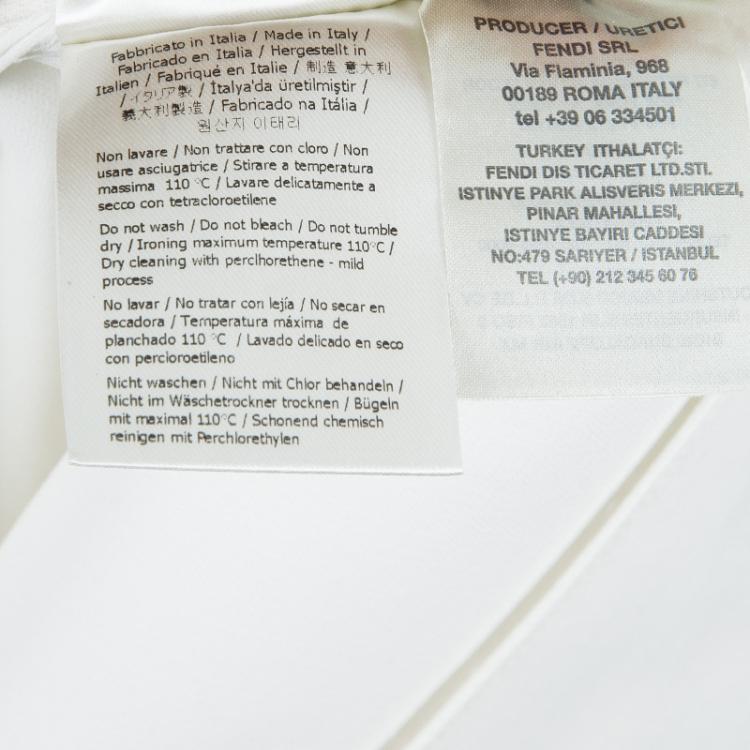 Fabbricato in Italia / Made in Italy /
Fabricado en Italia / Hergestellt in
Italien / Fabriqué en Italie / 制造 意大利
/ イタリア製 / İtalya'da üretilmiştir /
義大利製造 / Fabricado na Itália /
원산지 이태리
Non lavare / Non trattare con cloro / Non
usare asciugatrice / Stirare a temperatura
massima 110 °C / Lavare delicatamente a
secco con tetracloroetilene
Do not wash / Do not bleach / Do not tumble
dry / Ironing maximum temperature 110°C /
Dry cleaning with perclhorethene - mild
process
No lavar / No tratar con lejía / No secar en
secadora / Temperatura máxima de
planchado 110 °C / Lavado delicado en seco
con percloroetileno
Nicht waschen / Nicht mit Chlor behandeln /
Nicht im Wäschetrockner trocknen / Bügeln
mit maximal 110°C / Schonend chemisch
reinigen mit Perchlorethylen
PRODUCER / URETICI
FENDI SRL
Via Flaminia, 968
00189 ROMA ITALY
tel +39 06 334501
TURKEY ITHALATÇI:
FENDI DIS TICARET LTD.STI.
ISTINYE PARK ALISVERIS MERKEZI,
PINAR MAHALLESI,
ISTINYE BAYIRI CADDESI
NO:479 SARIYER / ISTANBUL
TEL (+90) 212 345 60 76